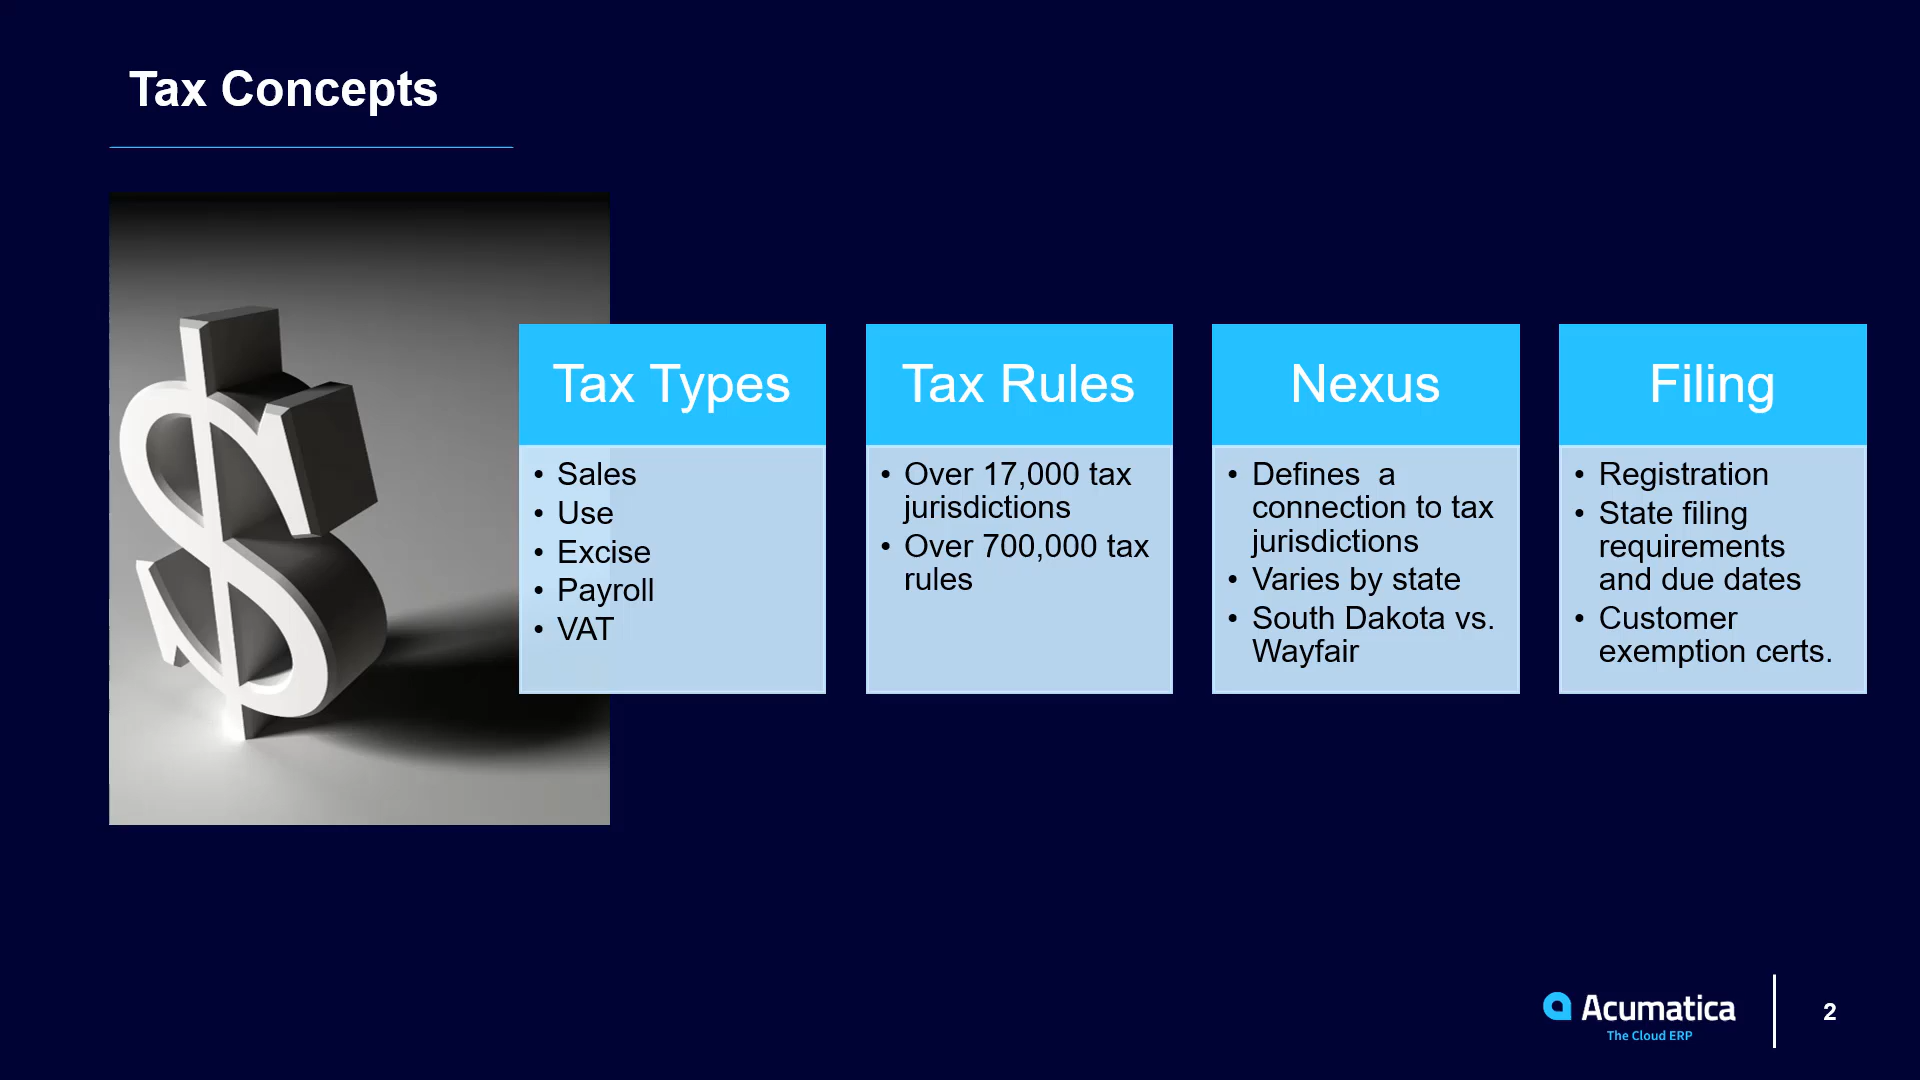 Tax Concepts
Tax Types
• Sales
• Use
• Excise
• Payroll
• VAT
Tax Rules
• Over 17,000 tax
jurisdictions
• Over 700,000 tax
rules
Nexus
• Defines  a
connection to tax
jurisdictions
• Varies by state
• South Dakota vs.
Wayfair
Filing
• Registration
• State filing
requirements
and due dates
• Customer
exemption certs.
Acumatica
The Cloud ERP
2